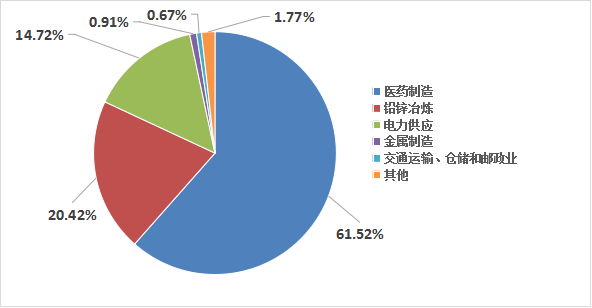 0.67%
1.77%
0.91%
14.72%
医药制造
铅锌冶炼
电力供应
金属制造
交通运输、仓储和邮政业
其他
20.42%
61.52%